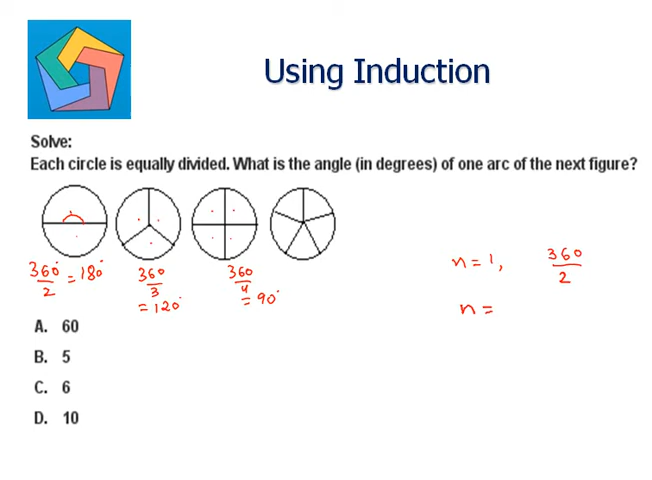 Using Induction
Solve:
Each circle is equally divided. What is the angle (in degrees) of one arc of the next figure?
360°/2 = 180°
360/3 = 120°
360/4 = 90°
n = 1, 360/2
n =
A. 60
B. 5
C. 6
D. 10